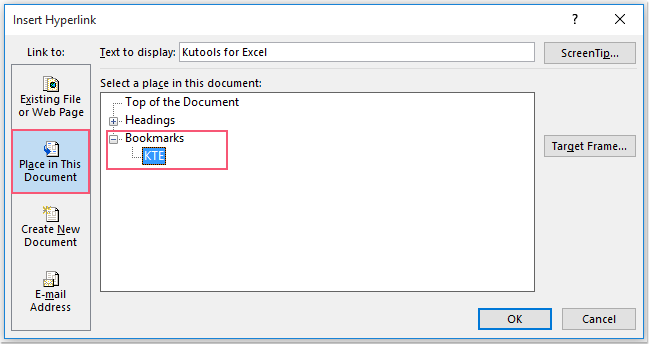 Insert Hyperlink
?
Link to:
Text to display: Kutools for Excel
ScreenTip...
Select a place in this document:
Existing File
or Web Page
Place in This
Document
Create New
Document
E-mail
Address
Top of the Document
Headings
Bookmarks
KTE
Target Frame...
OK
Cancel